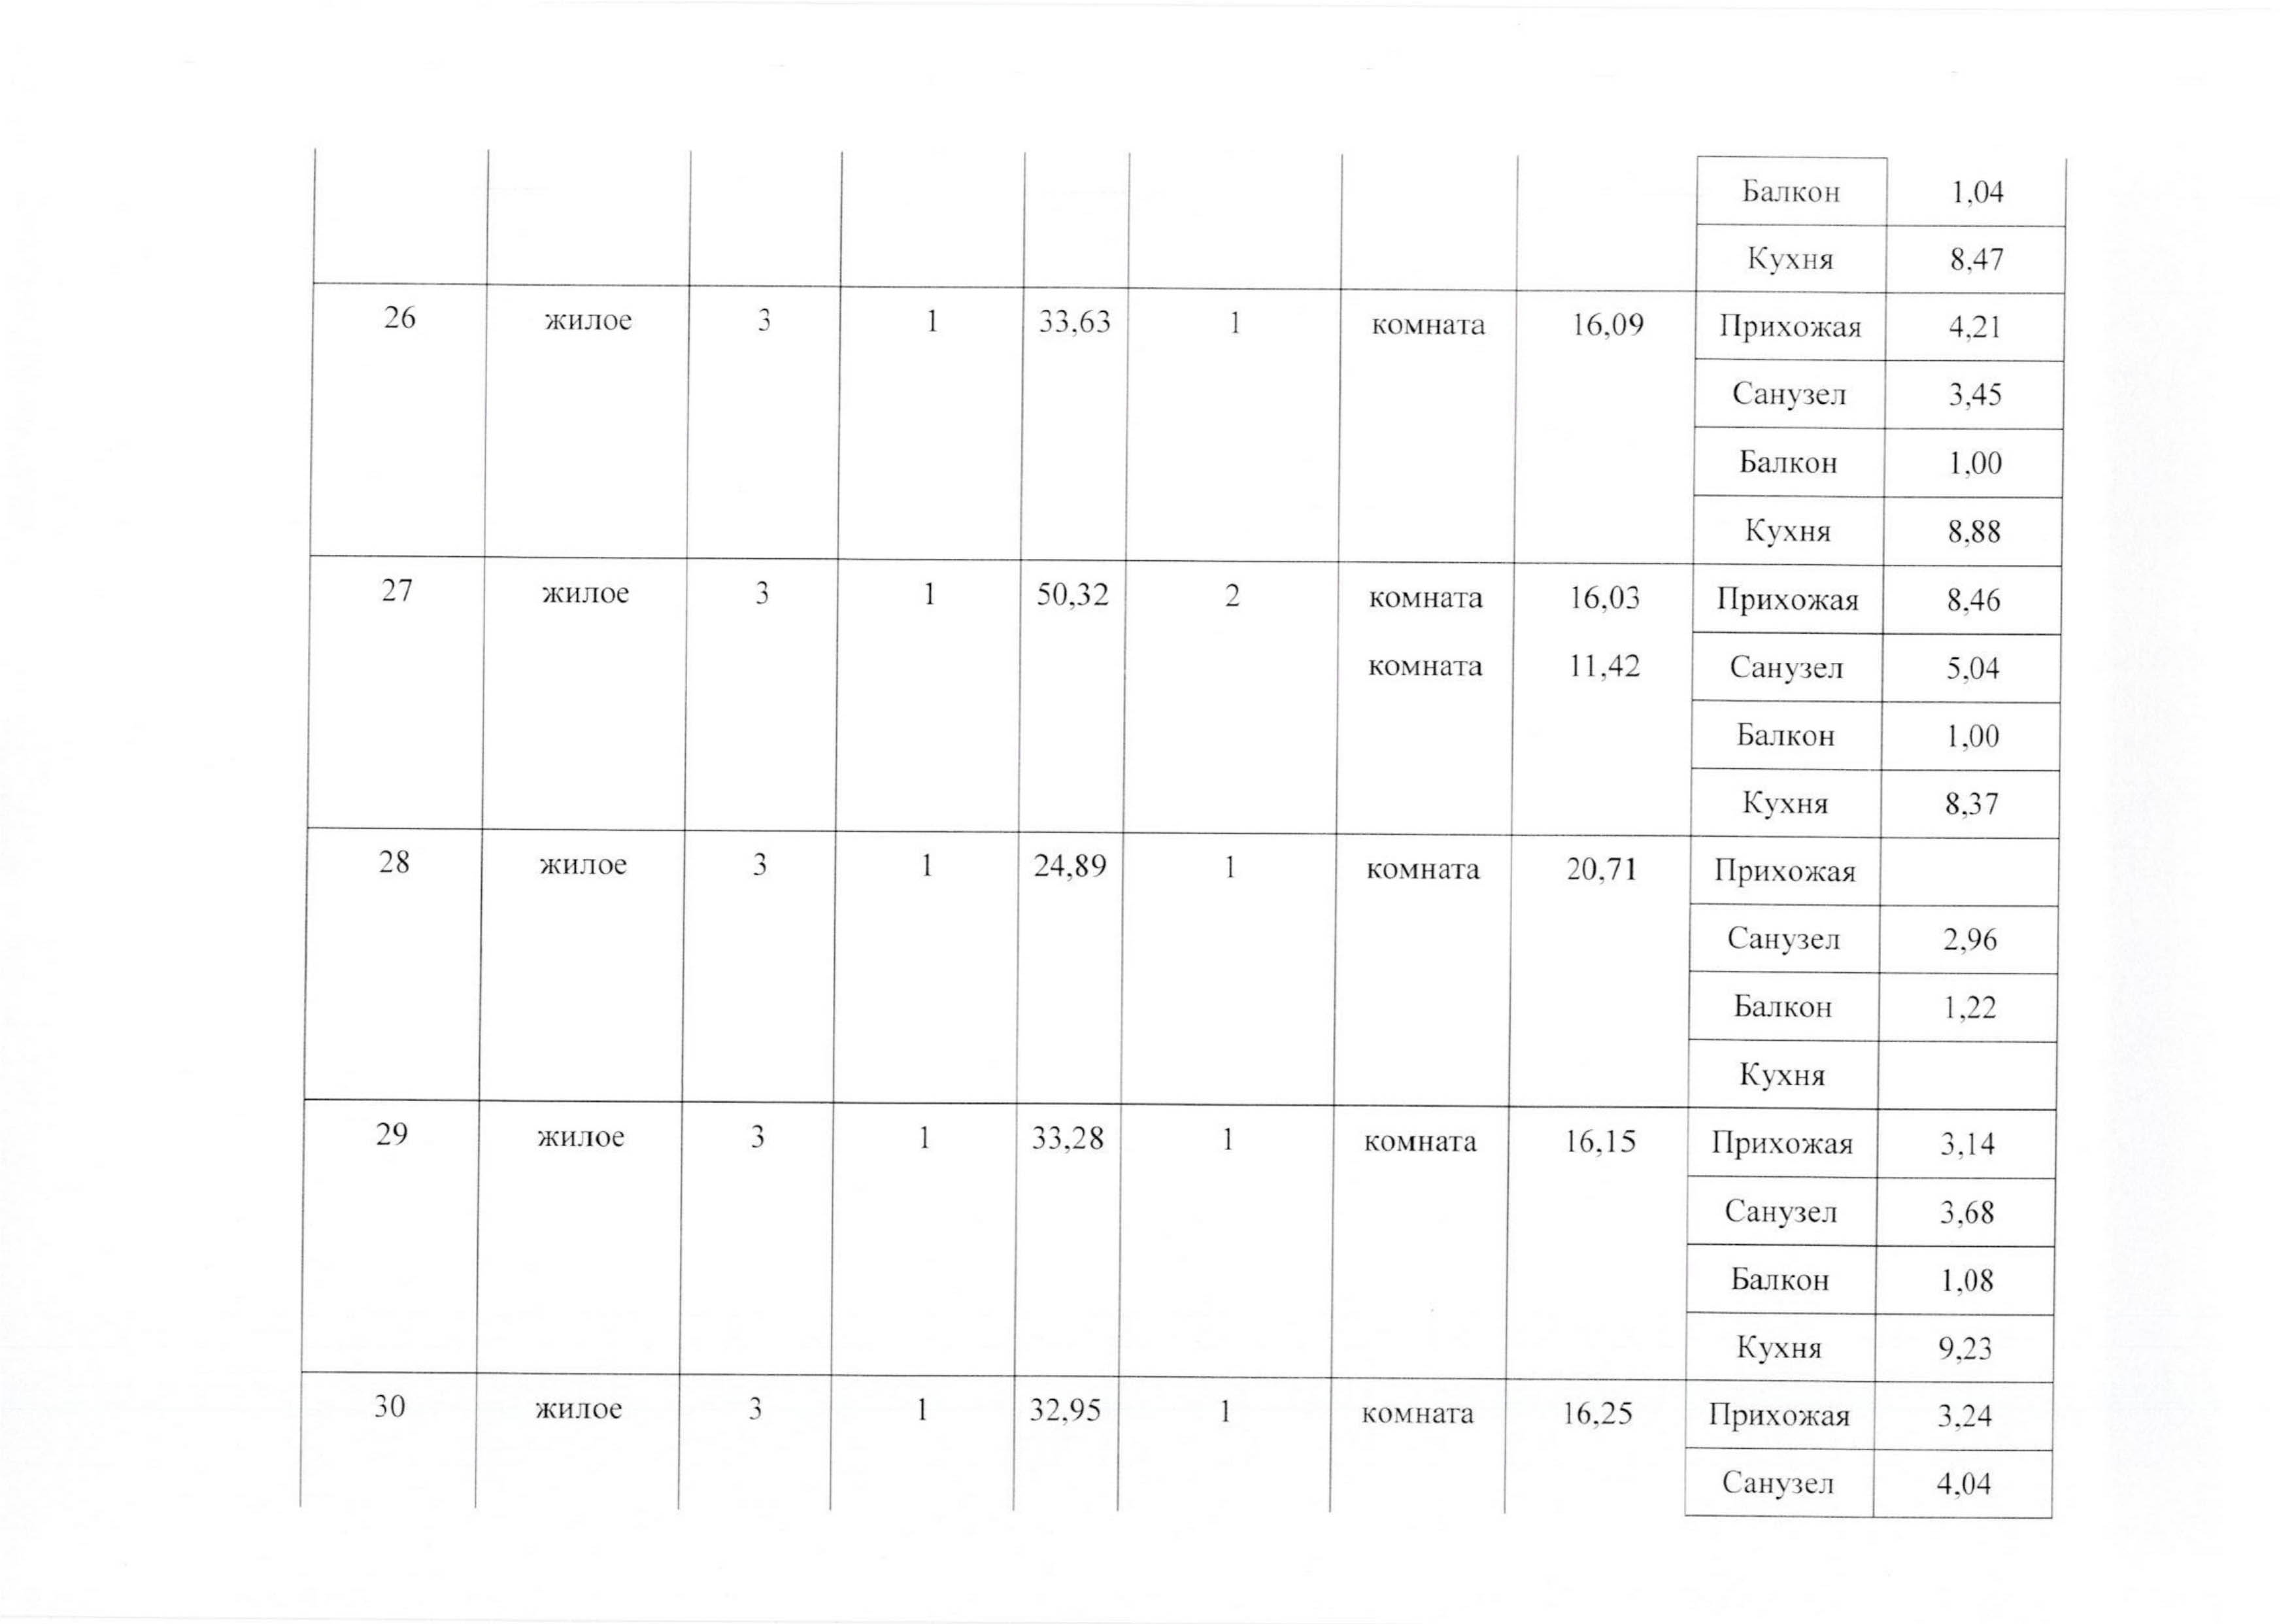 Балкон 1,04
Кухня 8,47
26 жилое 3 1 33,63 1 комната 16,09 Прихожая 4,21
Санузел 3,45
Балкон 1,00
Кухня 8,88
27 жилое 3 1 50,32 2 комната 16,03 Прихожая 8,46
комната 11,42 Санузел 5,04
Балкон 1,00
Кухня 8,37
28 жилое 3 1 24,89 1 комната 20,71 Прихожая
Санузел 2,96
Балкон 1,22
Кухня
29 жилое 3 1 33,28 1 комната 16,15 Прихожая 3,14
Санузел 3,68
Балкон 1,08
Кухня 9,23
30 жилое 3 1 32,95 1 комната 16,25 Прихожая 3,24
Санузел 4,04